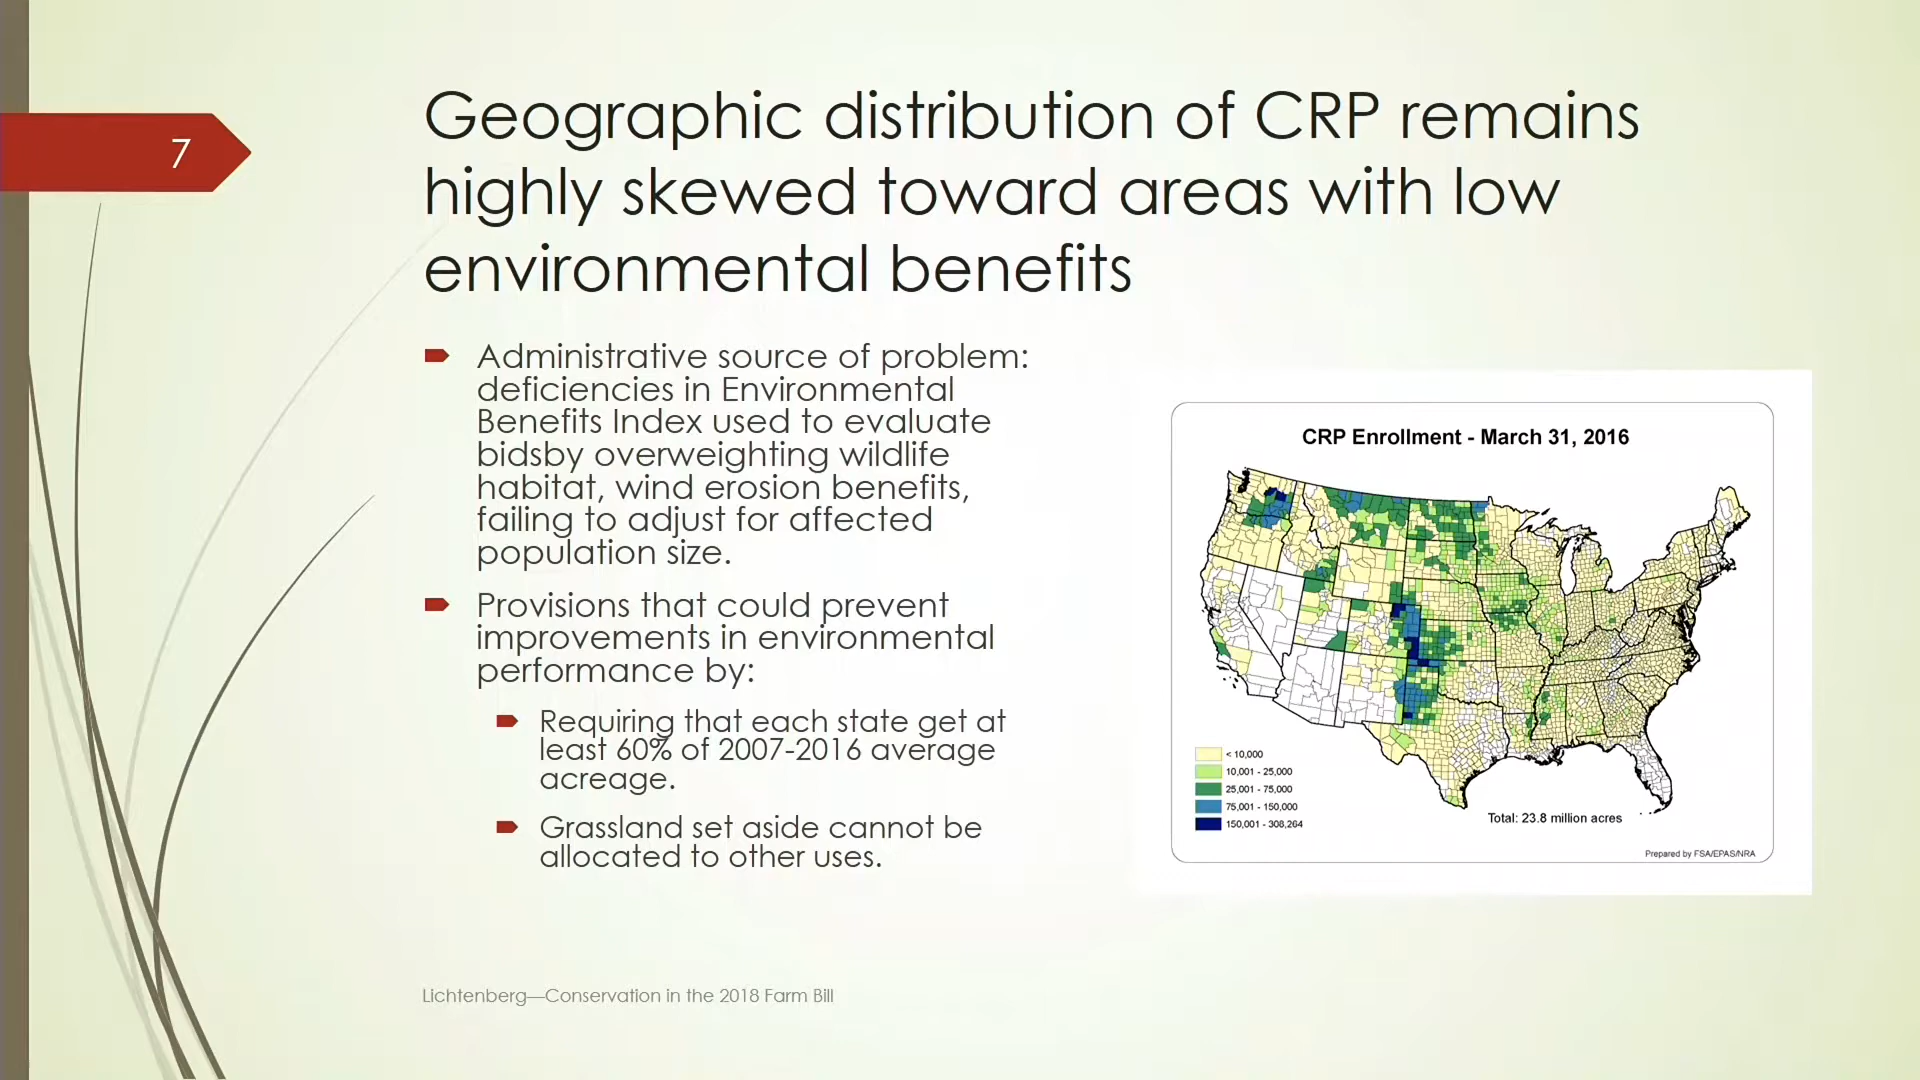 7
Geographic distribution of CRP remains
highly skewed toward areas with low
environmental benefits
Administrative source of problem:
deficiencies in Environmental
Benefits Index used to evaluate
bidsby overweighting wildlife
habitat, wind erosion benefits,
failing to adjust for affected
population size.
Provisions that could prevent
improvements in environmental
performance by:
Requiring that each state get at
least 60% of 2007-2016 average
acreage.
Grassland set aside cannot be
allocated to other uses.
CRP Enrollment - March 31, 2016
< 10,000
10,001 - 25,000
25,001 - 75,000
75,001 - 150,000
150,001 - 308,264
Total: 23.8 million acres
Prepared by FSA/EPAS/NRA
Lichtenberg—Conservation in the 2018 Farm Bill